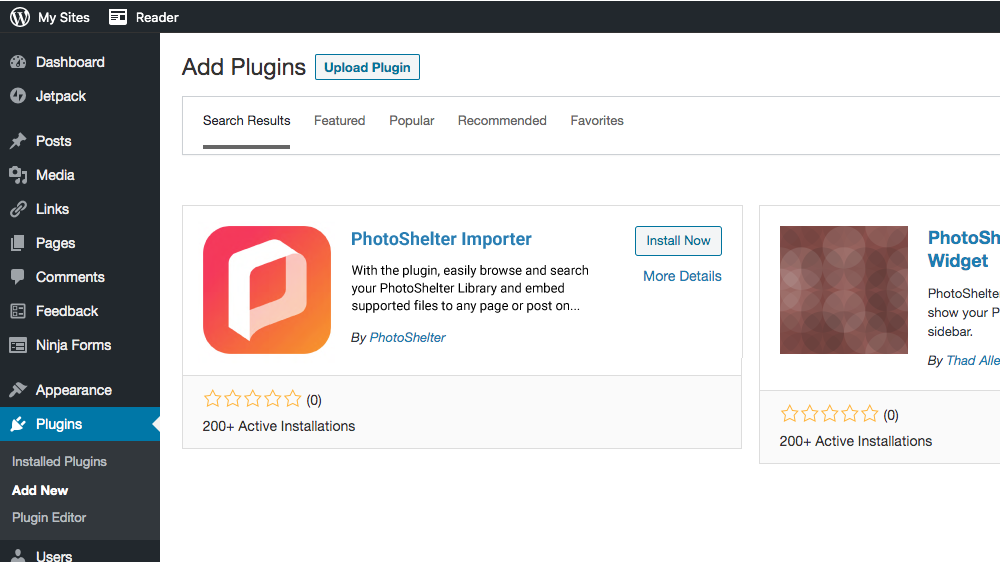 My Sites
Reader
Dashboard
Jetpack
Posts
Media
Links
Pages
Comments
Feedback
Ninja Forms
Appearance
Plugins
Installed Plugins
Add New
Plugin Editor
Users
Add Plugins
Upload Plugin
Search Results
Featured
Popular
Recommended
Favorites
PhotoShelter Importer
Install Now
More Details
With the plugin, easily browse and search
your PhotoShelter Library and embed
supported files to any page or post on...
By PhotoShelter
(0)
200+ Active Installations
PhotoSh
Widget
PhotoShelte
show your P
sidebar.
By Thad Alle
(0)
200+ Active Installations